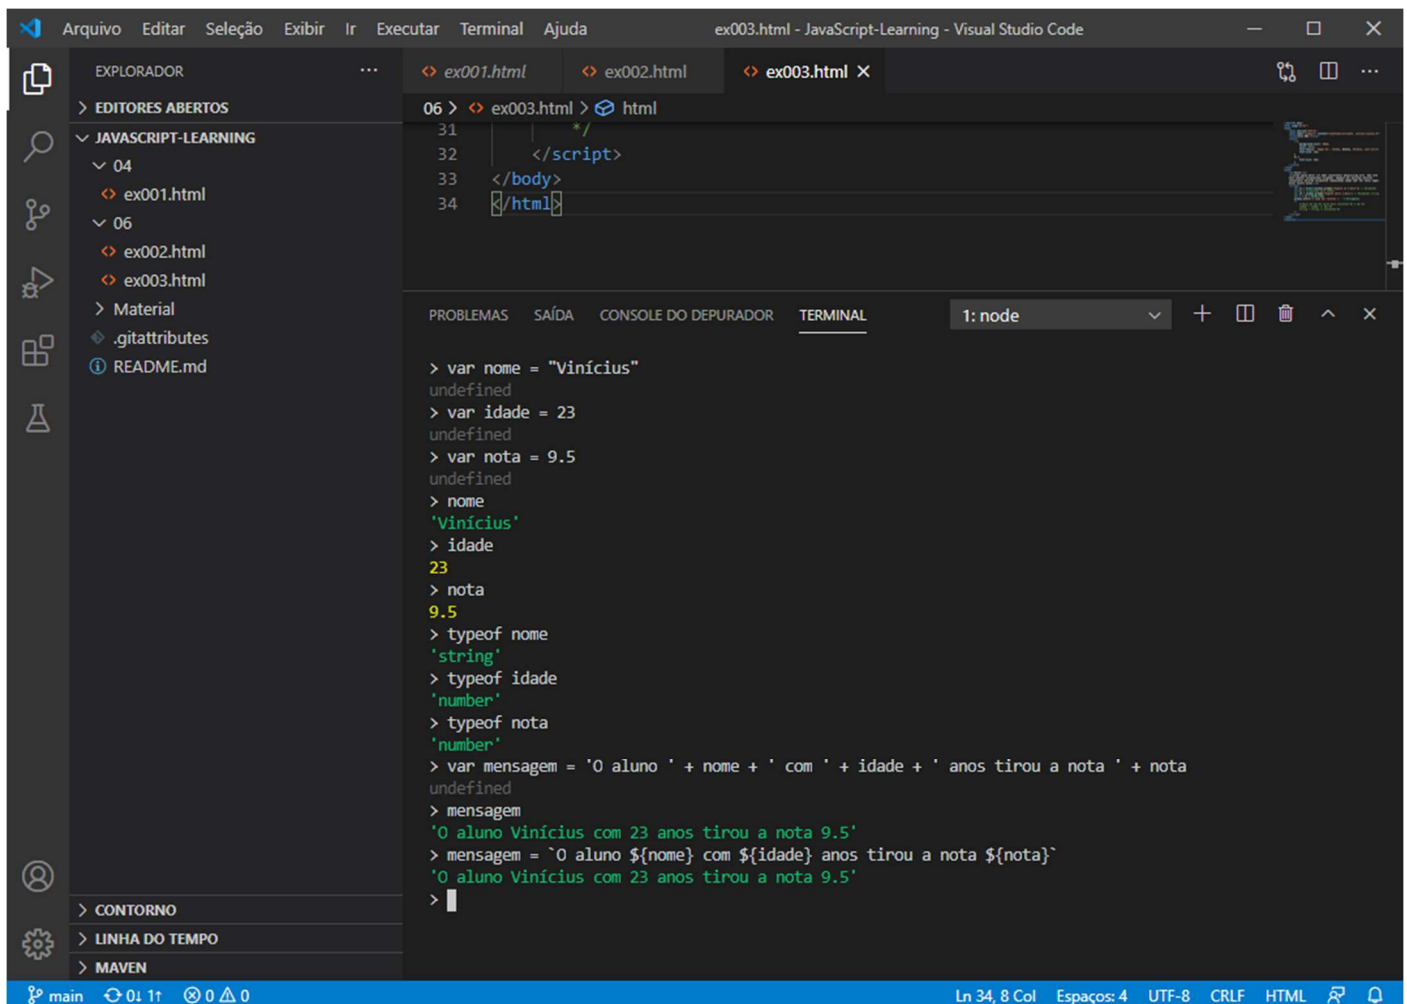 Arquivo Editar Seleção Exibir Ir Executar Terminal Ajuda ex003.html - JavaScript-Learning - Visual Studio Code
EXPLORADOR
EDITORES ABERTOS
JAVASCRIPT-LEARNING
04
ex001.html
06
ex002.html
ex003.html
Material
.gitattributes
README.md
CONTORNO
LINHA DO TEMPO
MAVEN
ex001.html ex002.html ex003.html
06 > ex003.html > html
31 */
32 </script>
33 </body>
34 </html>
PROBLEMAS SAÍDA CONSOLE DO DEPURADOR TERMINAL 1: node
> var nome = "Vinícius"
undefined
> var idade = 23
undefined
> var nota = 9.5
undefined
> nome
'Vinícius'
> idade
23
> nota
9.5
> typeof nome
'string'
> typeof idade
'number'
> typeof nota
'number'
> var mensagem = 'O aluno ' + nome + ' com ' + idade + ' anos tirou a nota ' + nota
undefined
> mensagem
'O aluno Vinícius com 23 anos tirou a nota 9.5'
> mensagem = `O aluno ${nome} com ${idade} anos tirou a nota ${nota}`
'O aluno Vinícius com 23 anos tirou a nota 9.5'
>
main 0↓ 1↑ 0 0 Ln 34, 8 Col Espaços: 4 UTF-8 CRLF HTML